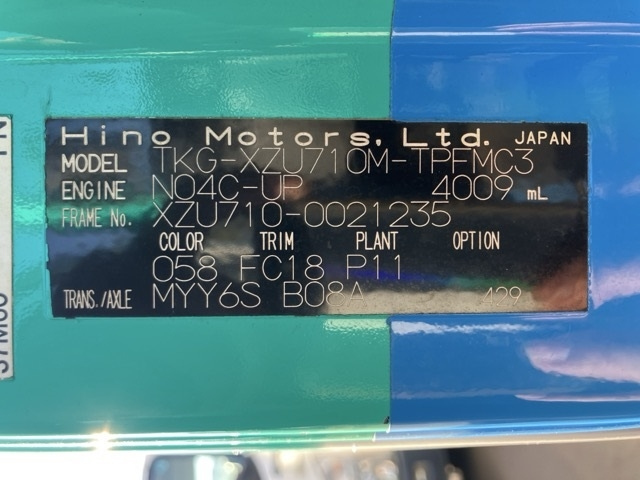 Hino Motors, Ltd. JAPAN
MODEL TKG-XZU710M-TPFMC3
ENGINE N04C-UP 4009 mL
FRAME No. XZU710-0021235
COLOR TRIM PLANT OPTION
058 FC18 P11
TRANS./AXLE MYY6S B08A 429